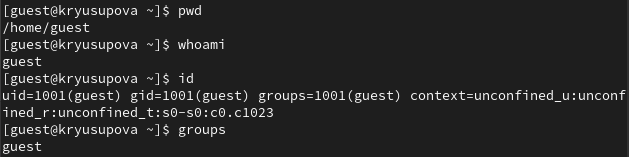 [guest@kryusupova ~]$ pwd
/home/guest
[guest@kryusupova ~]$ whoami
guest
[guest@kryusupova ~]$ id
uid=1001(guest) gid=1001(guest) groups=1001(guest) context=unconfined_u:unconf
ined_r:unconfined_t:s0-s0:c0.c1023
[guest@kryusupova ~]$ groups
guest